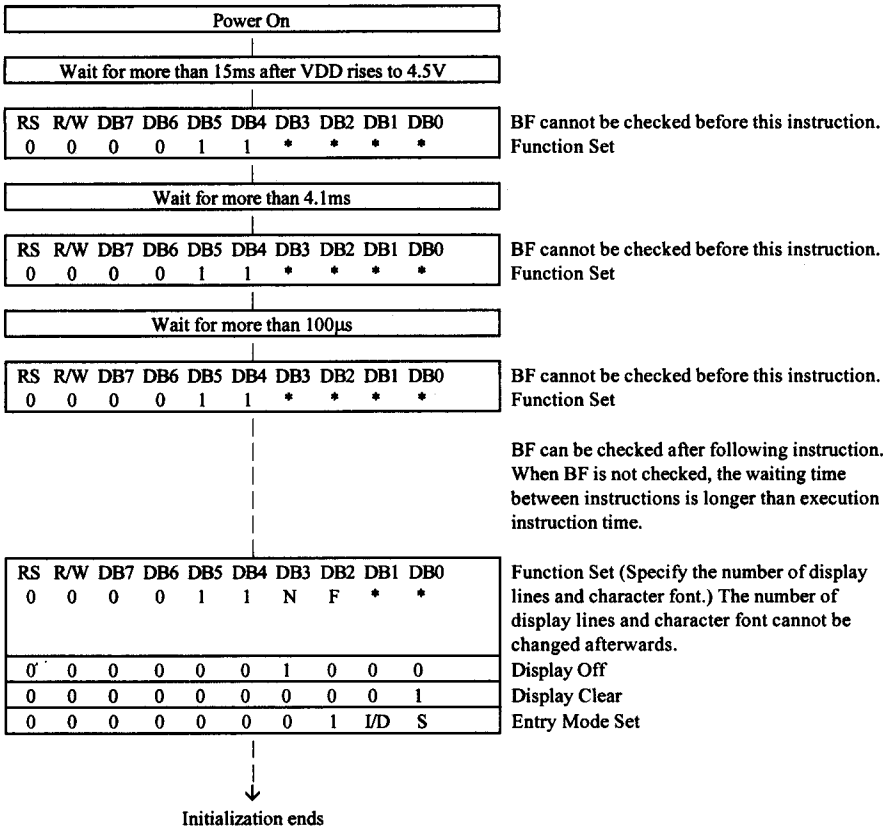 Power On
Wait for more than 15ms after VDD rises to 4.5V
RS R/W DB7 DB6 DB5 DB4 DB3 DB2 DB1 DB0 BF cannot be checked before this instruction.
0 0 0 0 1 1 * * * * Function Set
Wait for more than 4.1ms
RS R/W DB7 DB6 DB5 DB4 DB3 DB2 DB1 DB0 BF cannot be checked before this instruction.
0 0 0 0 1 1 * * * * Function Set
Wait for more than 100µs
RS R/W DB7 DB6 DB5 DB4 DB3 DB2 DB1 DB0 BF cannot be checked before this instruction.
0 0 0 0 1 1 * * * * Function Set
BF can be checked after following instruction.
When BF is not checked, the waiting time
between instructions is longer than execution
instruction time.
RS R/W DB7 DB6 DB5 DB4 DB3 DB2 DB1 DB0 Function Set (Specify the number of display
0 0 0 0 1 1 N F * * lines and character font.) The number of
display lines and character font cannot be
changed afterwards.
0 0 0 0 0 0 1 0 0 0 Display Off
0 0 0 0 0 0 0 0 0 1 Display Clear
0 0 0 0 0 0 0 1 I/D S Entry Mode Set
Initialization ends